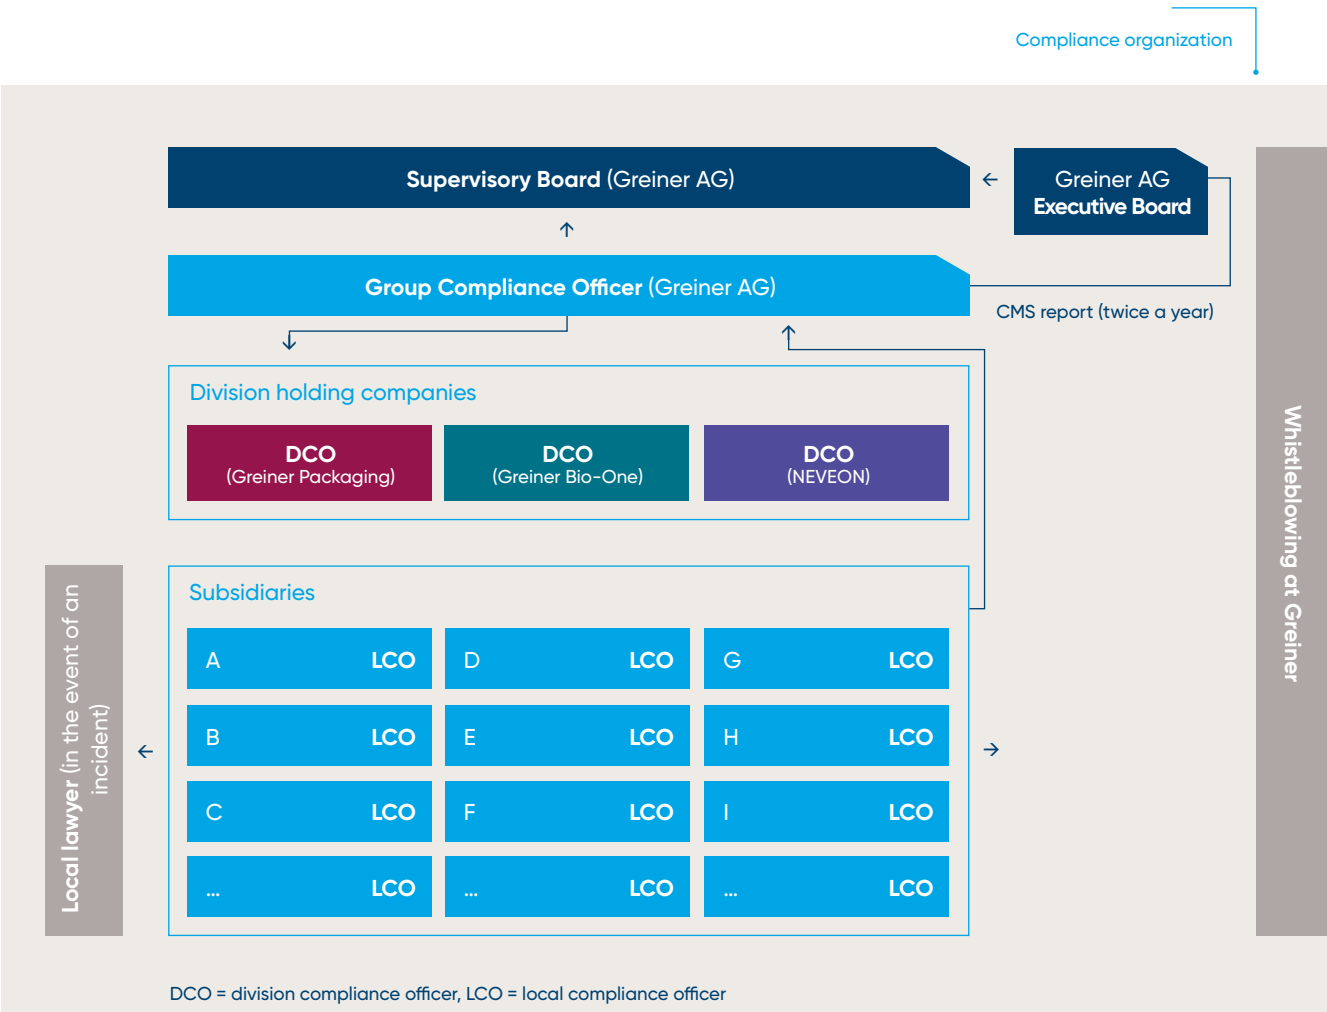 Compliance organization
Supervisory Board (Greiner AG)
Greiner AG
Executive Board
Group Compliance Officer (Greiner AG)
CMS report (twice a year)
Division holding companies
DCO
(Greiner Packaging)
DCO
(Greiner Bio-One)
DCO
(NEVEON)
Subsidiaries
A LCO
D LCO
G LCO
B LCO
E LCO
H LCO
C LCO
F LCO
I LCO
... LCO
... LCO
... LCO
Local lawyer (in the event of an
incident)
Whistleblowing at Greiner
DCO = division compliance officer, LCO = local compliance officer